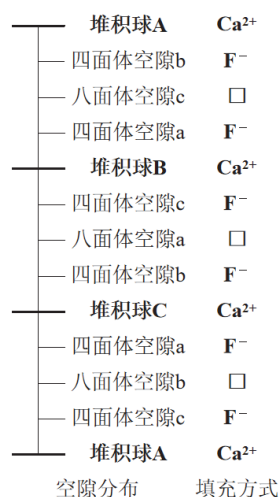 堆积球A Ca²⁺
四面体空隙b F⁻
八面体空隙c □
四面体空隙a F⁻
堆积球B Ca²⁺
四面体空隙c F⁻
八面体空隙a □
四面体空隙b F⁻
堆积球C Ca²⁺
四面体空隙a F⁻
八面体空隙b □
四面体空隙c F⁻
堆积球A Ca²⁺
空隙分布 填充方式